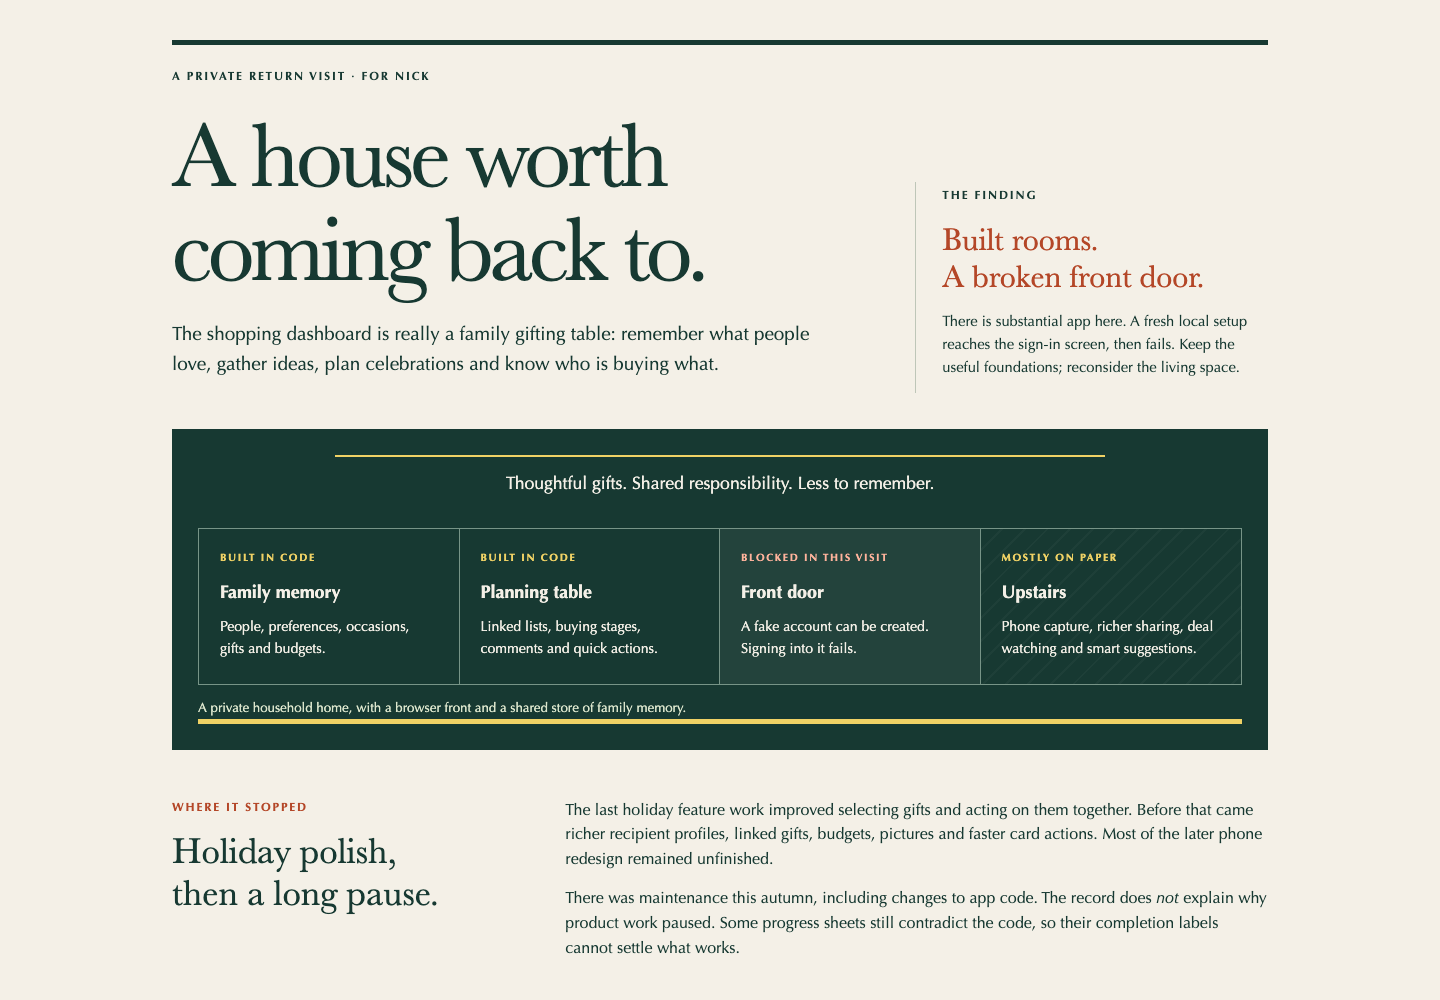 A PRIVATE RETURN VISIT · FOR NICK
A house worth
coming back to.
The shopping dashboard is really a family gifting table: remember what people
love, gather ideas, plan celebrations and know who is buying what.
THE FINDING
Built rooms.
A broken front door.
There is substantial app here. A fresh local setup
reaches the sign-in screen, then fails. Keep the
useful foundations; reconsider the living space.
Thoughtful gifts. Shared responsibility. Less to remember.
BUILT IN CODE
Family memory
People, preferences, occasions,
gifts and budgets.
BUILT IN CODE
Planning table
Linked lists, buying stages,
comments and quick actions.
BLOCKED IN THIS VISIT
Front door
A fake account can be created.
Signing into it fails.
MOSTLY ON PAPER
Upstairs
Phone capture, richer sharing, deal
watching and smart suggestions.
A private household home, with a browser front and a shared store of family memory.
WHERE IT STOPPED
Holiday polish,
then a long pause.
The last holiday feature work improved selecting gifts and acting on them together. Before that came
richer recipient profiles, linked gifts, budgets, pictures and faster card actions. Most of the later phone
redesign remained unfinished.
There was maintenance this autumn, including changes to app code. The record does not explain why
product work paused. Some progress sheets still contradict the code, so their completion labels
cannot settle what works.